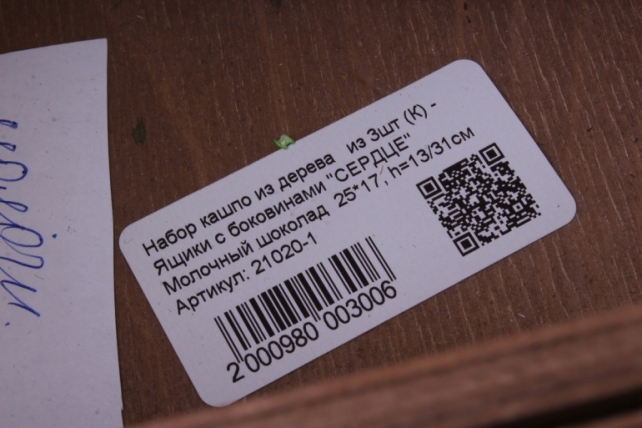 Набор кашпо из дерева из 3шт (К) -
Ящики с боковинами "СЕРДЦЕ"
Молочный шоколад 25*17, h=13/31см
Артикул: 21020-1
2 000980 003006